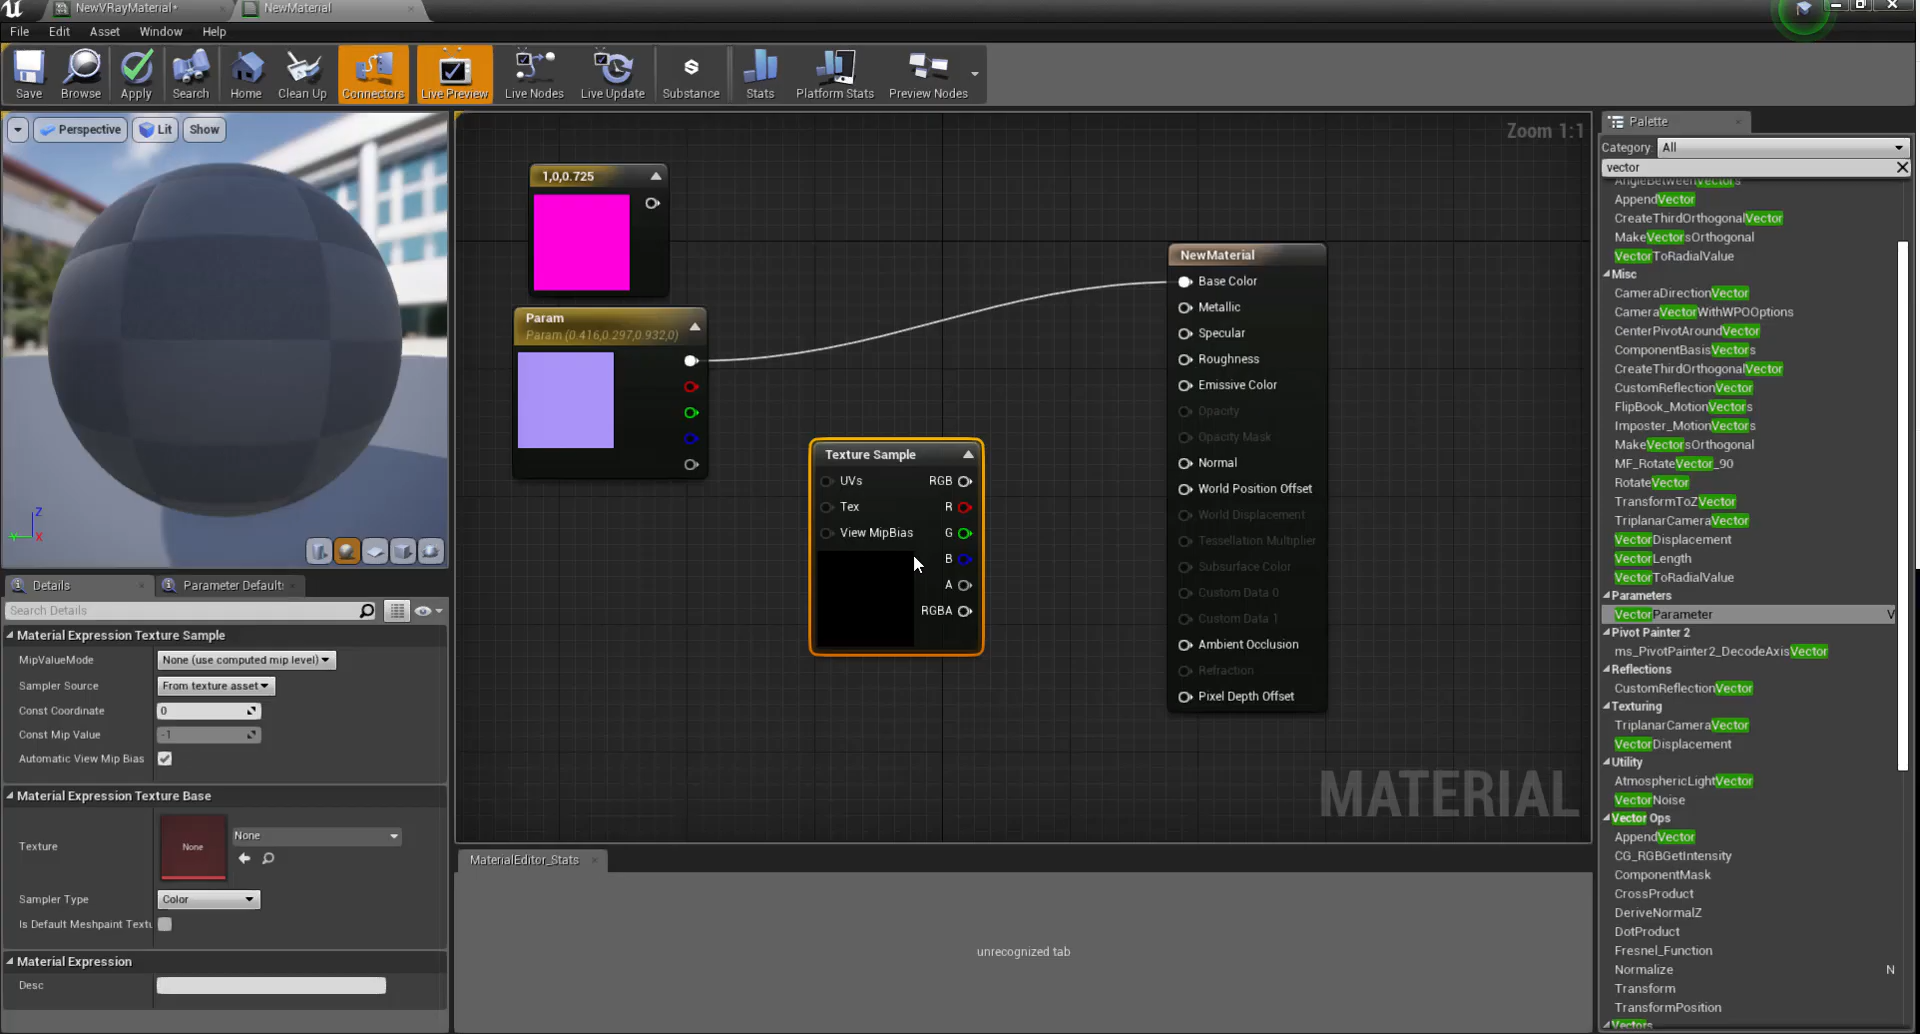 NewVRayMaterial*
NewMaterial
File
Edit
Asset
Window
Help
Save
Browse
Apply
Search
Home
Clean Up
Connectors
Live Preview
Live Nodes
Live Update
Substance
Stats
Platform Stats
Preview Nodes
Perspective
Lit
Show
Z
Y
X
Details
Parameter Default
Search Details
Material Expression Texture Sample
MipValueMode
None (use computed mip level)
Sampler Source
From texture asset
Const Coordinate
0
Const Mip Value
-1
Automatic View Mip Bias
Material Expression Texture Base
Texture
None
None
Sampler Type
Color
Is Default Meshpaint Textu
Material Expression
Desc
Zoom 1:1
1,0,0.725
Param
Param (0.416,0.297,0.932,0)
Texture Sample
UVs
RGB
Tex
R
View MipBias
G
B
A
RGBA
NewMaterial
Base Color
Metallic
Specular
Roughness
Emissive Color
Opacity
Opacity Mask
Normal
World Position Offset
World Displacement
Tessellation Multiplier
Subsurface Color
Custom Data 0
Custom Data 1
Ambient Occlusion
Refraction
Pixel Depth Offset
MATERIAL
MaterialEditor_Stats
unrecognized tab
Palette
Category: All
vector
AngleBetweenVectors
AppendVector
CreateThirdOrthogonalVector
MakeVectorsOrthogonal
VectorToRadialValue
Misc
CameraDirectionVector
CameraVectorWithWPOOptions
CenterPivotAroundVector
ComponentBasisVectors
CreateThirdOrthogonalVector
CustomReflectionVector
FlipBook_MotionVectors
Imposter_MotionVectors
MakeVectorsOrthogonal
MF_RotateVector_90
RotateVector
TransformToZVector
TriplanarCameraVector
VectorDisplacement
VectorLength
VectorToRadialValue
Parameters
VectorParameter V
Pivot Painter 2
ms_PivotPainter2_DecodeAxisVector
Reflections
CustomReflectionVector
Texturing
TriplanarCameraVector
VectorDisplacement
Utility
AtmosphericLightVector
VectorNoise
Vector Ops
AppendVector
CG_RGBGetIntensity
ComponentMask
CrossProduct
DeriveNormalZ
DotProduct
Fresnel_Function
Normalize N
Transform
TransformPosition
Vectors